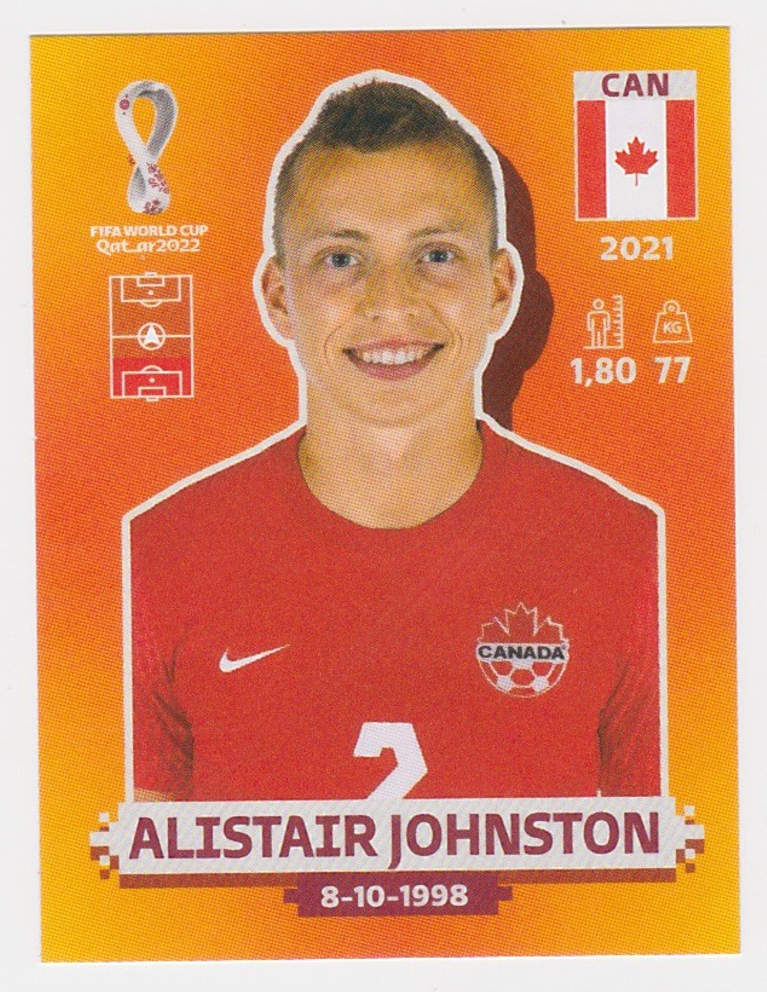 CAN
FIFA WORLD CUP
Qatar2022
2021
KG
1,80 77
CANADA
2
ALISTAIR JOHNSTON
8-10-1998